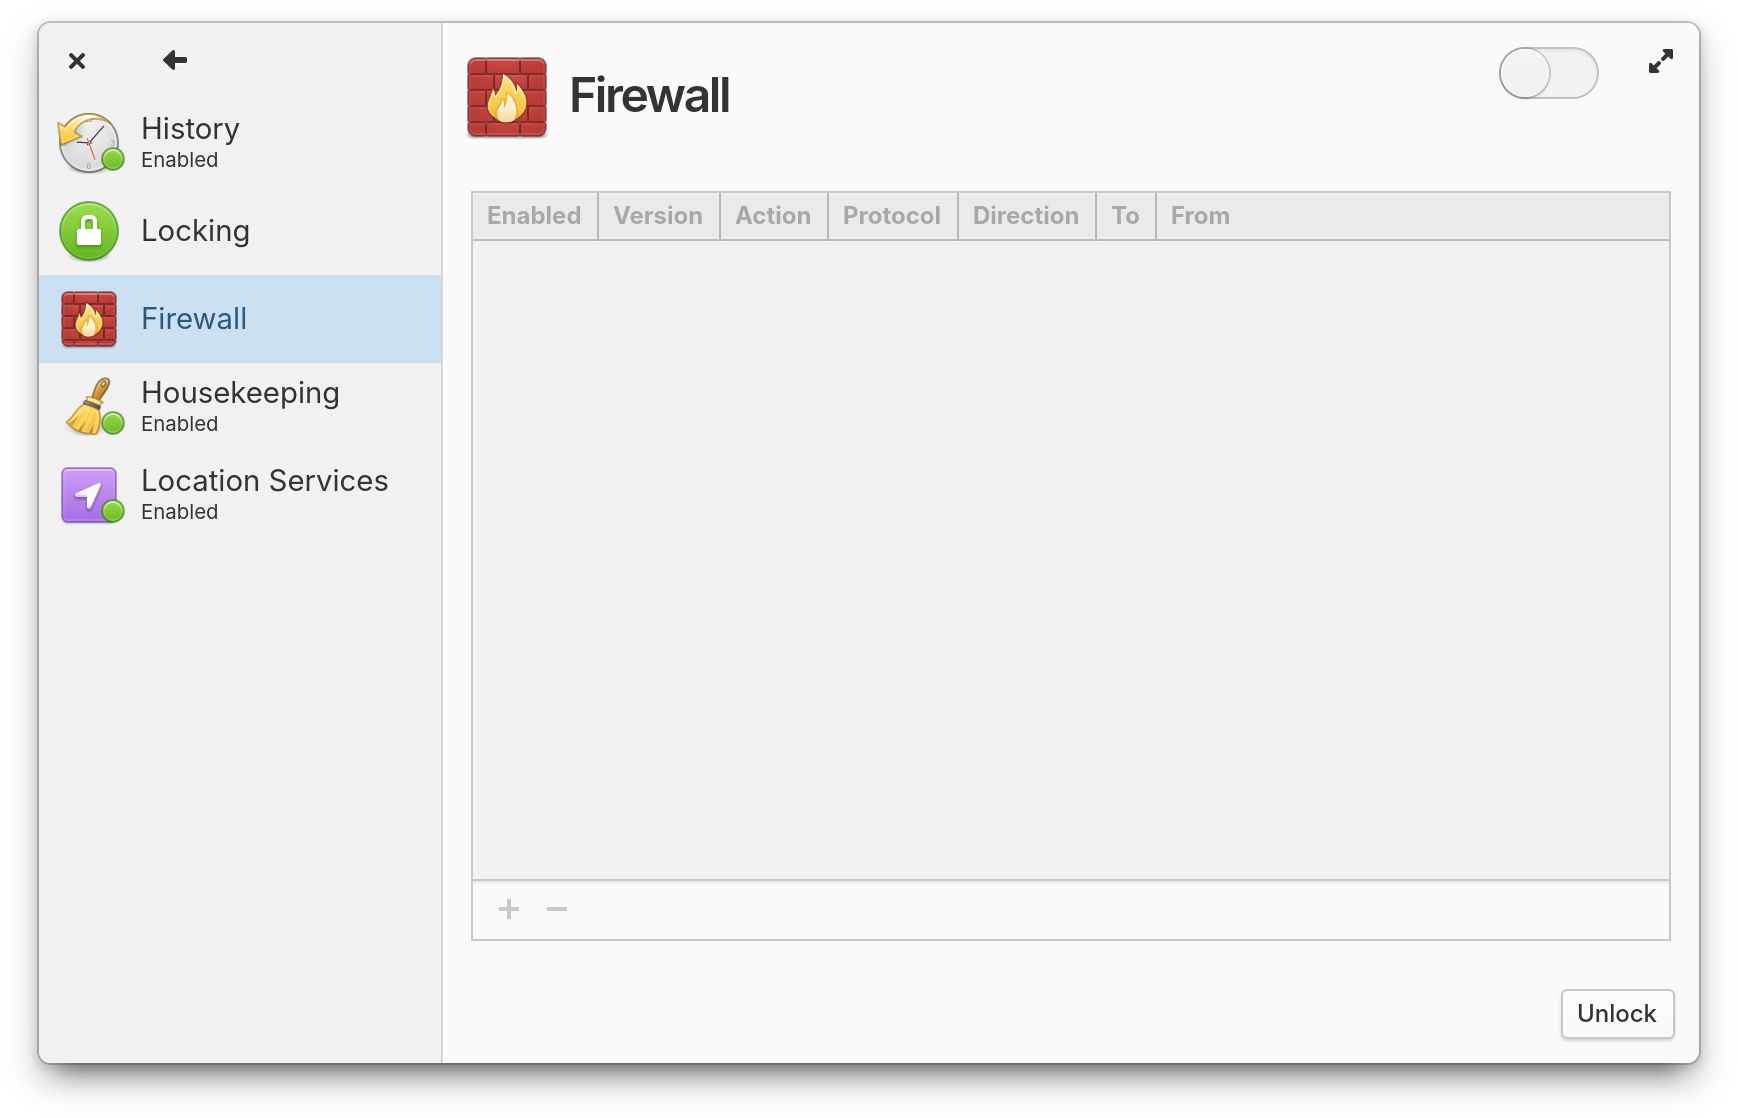 History
Enabled
Locking
Firewall
Housekeeping
Enabled
Location Services
Enabled
Firewall
Enabled Version Action Protocol Direction To From
Unlock